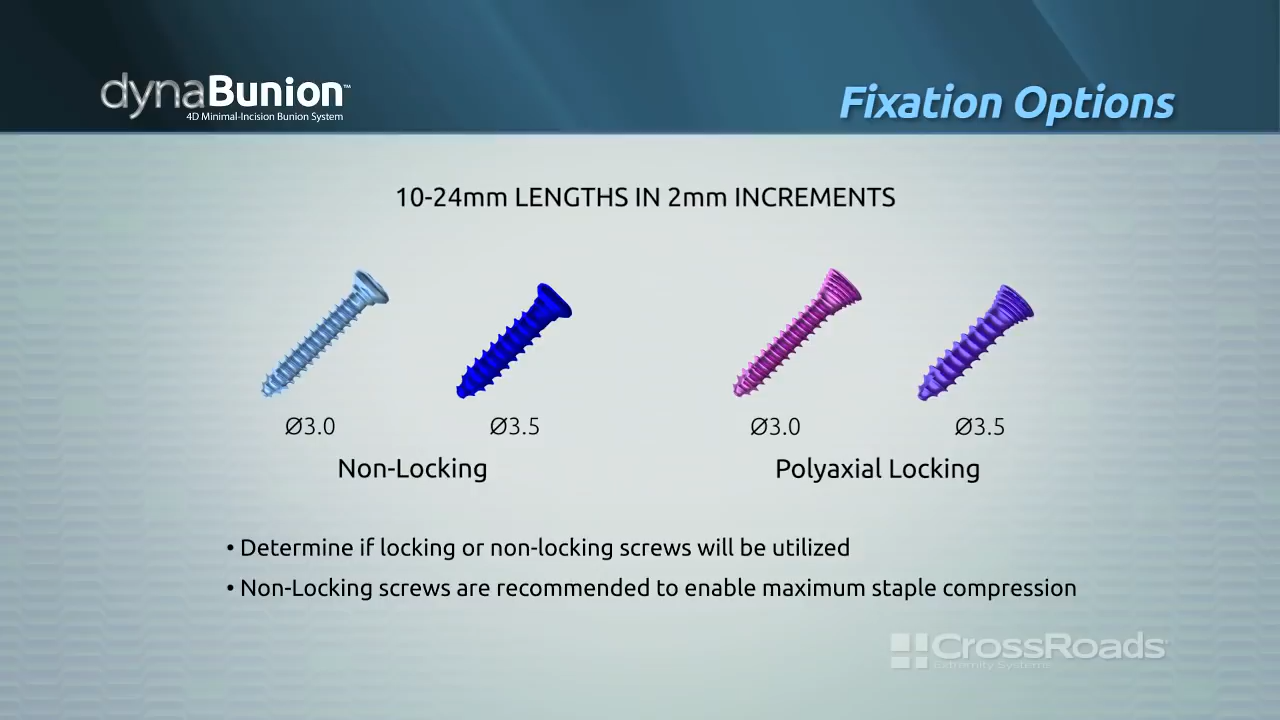 dynaBunion™
4D Minimal-Incision Bunion System
Fixation Options
10-24mm LENGTHS IN 2mm INCREMENTS
Ø3.0
Ø3.5
Ø3.0
Ø3.5
Non-Locking
Polyaxial Locking
• Determine if locking or non-locking screws will be utilized
• Non-Locking screws are recommended to enable maximum staple compression
CrossRoads
Extremity Systems